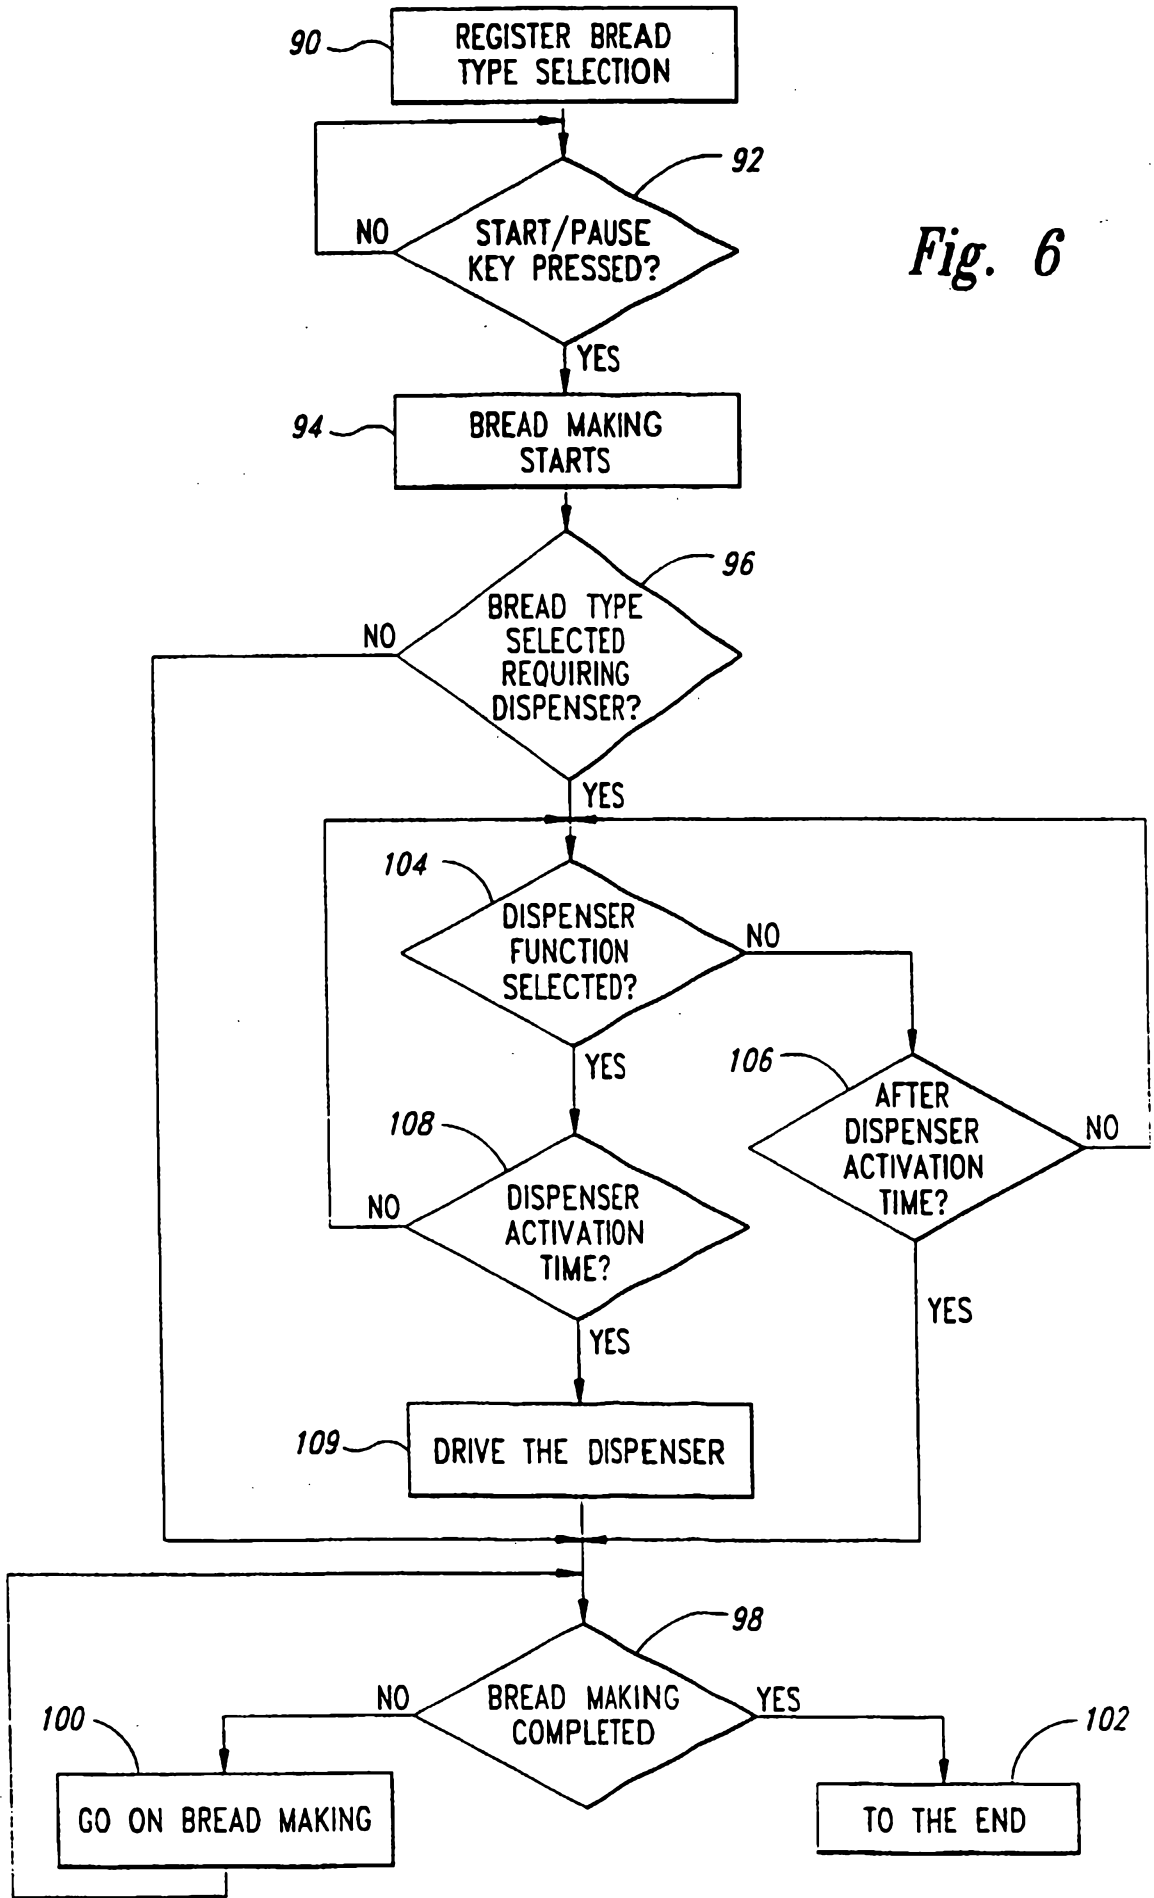 90
REGISTER BREAD
TYPE SELECTION
92
NO
START/PAUSE
KEY PRESSED?
Fig. 6
YES
94
BREAD MAKING
STARTS
96
NO
BREAD TYPE
SELECTED
REQUIRING
DISPENSER?
YES
104
DISPENSER
FUNCTION
SELECTED?
NO
YES
106
AFTER
DISPENSER
ACTIVATION
TIME?
NO
108
NO
DISPENSER
ACTIVATION
TIME?
YES
YES
109
DRIVE THE DISPENSER
98
NO
BREAD MAKING
COMPLETED
YES
100
102
GO ON BREAD MAKING
TO THE END